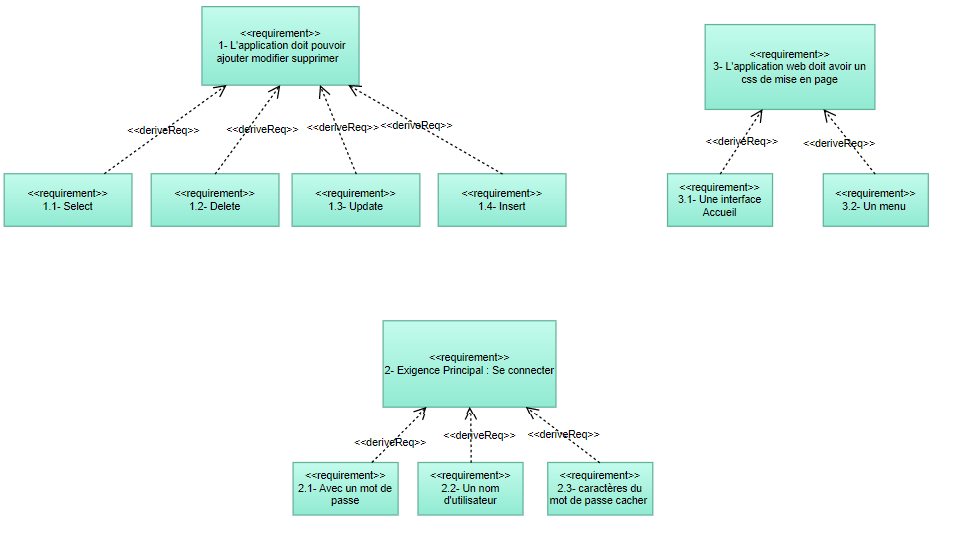 <<requirement>>
1- L'application doit pouvoir
ajouter modifier supprimer
<<deriveReq>>
<<deriveReq>>
<<deriveReq>>
<<deriveReq>>
<<requirement>>
1.1- Select
<<requirement>>
1.2- Delete
<<requirement>>
1.3- Update
<<requirement>>
1.4- Insert
<<requirement>>
3- L'application web doit avoir un
css de mise en page
<<deriveReq>>
<<deriveReq>>
<<requirement>>
3.1- Une interface
Accueil
<<requirement>>
3.2- Un menu
<<requirement>>
2- Exigence Principal : Se connecter
<<deriveReq>>
<<deriveReq>>
<<deriveReq>>
<<requirement>>
2.1- Avec un mot de
passe
<<requirement>>
2.2- Un nom
d'utilisateur
<<requirement>>
2.3- caractères du
mot de passe cacher